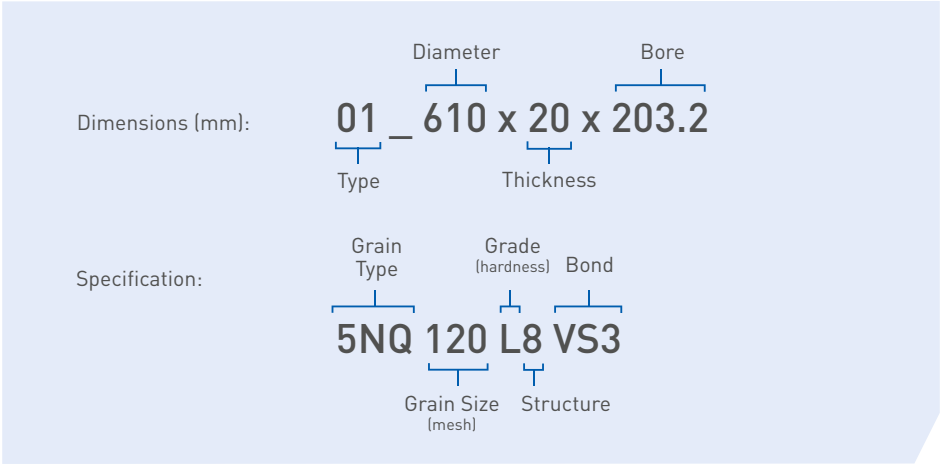 Diameter Bore
Dimensions (mm): 01 _ 610 x 20 x 203.2
Type Thickness
Grain Type Grade (hardness) Bond
Specification:
5NQ 120 L8 VS3
Grain Size (mesh) Structure